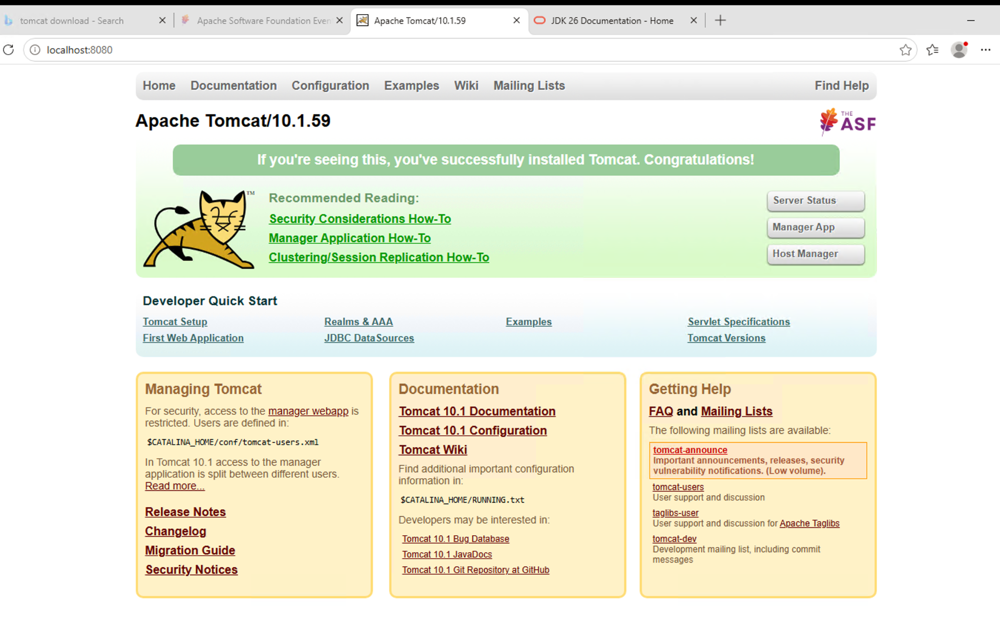 tomcat download - Search
Apache Software Foundation Even
Apache Tomcat/10.1.59
JDK 26 Documentation - Home
localhost:8080
Home Documentation Configuration Examples Wiki Mailing Lists Find Help
Apache Tomcat/10.1.59
THE
ASF
If you're seeing this, you've successfully installed Tomcat. Congratulations!
TM
Recommended Reading:
Security Considerations How-To
Manager Application How-To
Clustering/Session Replication How-To
Server Status
Manager App
Host Manager
Developer Quick Start
Tomcat Setup
First Web Application
Realms & AAA
JDBC DataSources
Examples
Servlet Specifications
Tomcat Versions
Managing Tomcat
For security, access to the manager webapp is
restricted. Users are defined in:
$CATALINA_HOME/conf/tomcat-users.xml
In Tomcat 10.1 access to the manager
application is split between different users.
Read more...
Release Notes
Changelog
Migration Guide
Security Notices
Documentation
Tomcat 10.1 Documentation
Tomcat 10.1 Configuration
Tomcat Wiki
Find additional important configuration
information in:
$CATALINA_HOME/RUNNING.txt
Developers may be interested in:
Tomcat 10.1 Bug Database
Tomcat 10.1 JavaDocs
Tomcat 10.1 Git Repository at GitHub
Getting Help
FAQ and Mailing Lists
The following mailing lists are available:
tomcat-announce
Important announcements, releases, security
vulnerability notifications. (Low volume).
tomcat-users
User support and discussion
taglibs-user
User support and discussion for Apache Taglibs
tomcat-dev
Development mailing list, including commit
messages